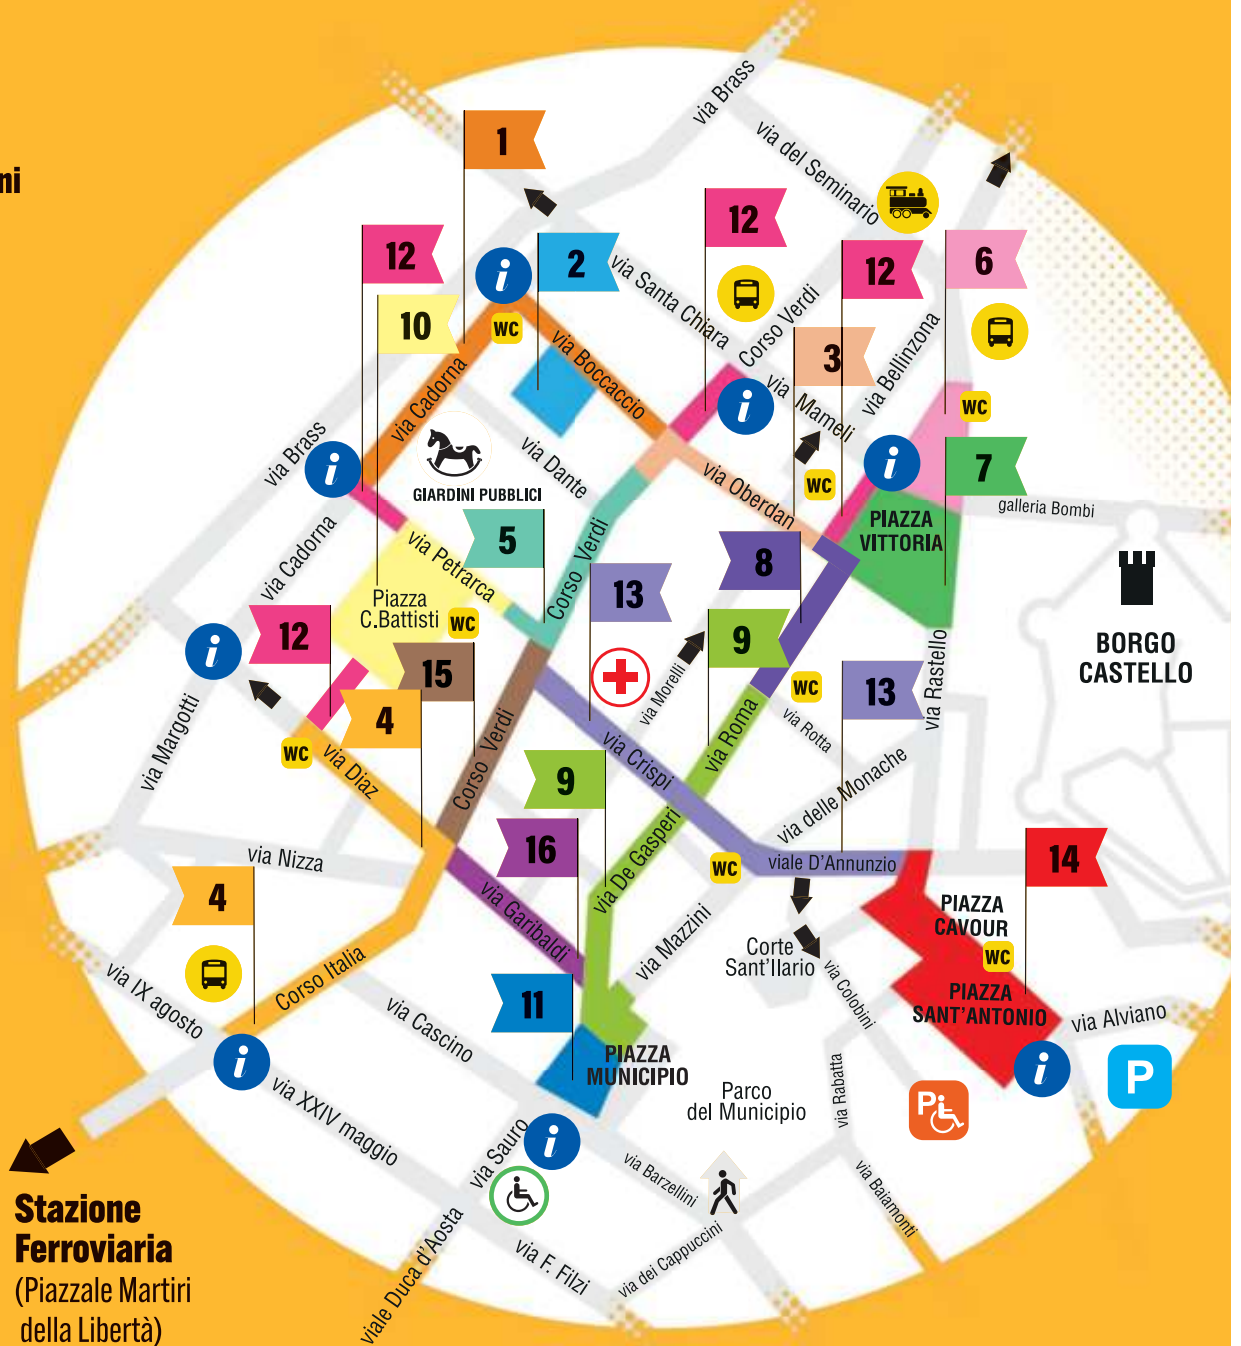 via Brass
1
via del Seminario
ni
12
12
2
12
6
i
via Santa Chiara
Corso Verdi
10
WC
via Boccaccio
3
via Bellinzona
via Cadorna
via Mameli
i
WC
via Brass
i
GIARDINI PUBBLICI
via Dante
via Oberdan
WC
i
7
galleria Bombi
PIAZZA
VITTORIA
via Cadorna
via Petrarca
5
Corso Verdi
8
13
Piazza
C.Battisti
WC
12
i
9
BORGO
CASTELLO
15
via Morelli
WC
13
via Rastello
4
via Margotti
WC
via Diaz
Corso Verdi
via Crispi
via Roma
via Rotta
9
via delle Monache
16
via Nizza
via De Gasperi
WC
viale D'Annunzio
14
4
via Garibaldi
PIAZZA
CAVOUR
via Mazzini
Corte
Sant'Ilario
WC
via IX agosto
Corso Italia
11
via Colobini
PIAZZA
SANT'ANTONIO
via Alviano
via Cascino
i
PIAZZA
MUNICIPIO
i
P
via XXIV maggio
Parco
del Municipio
via Rabatta
P
via Sauro
i
via Barzellini
via Baiamonti
Stazione
Ferroviaria
(Piazzale Martiri
della Libertà)
viale Duca d'Aosta
via F. Filzi
via dei Cappuccini